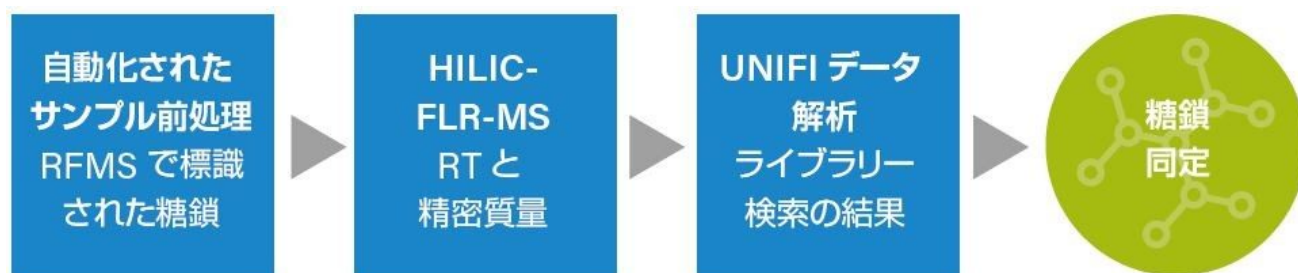 自動化された
サンプル前処理
RFMS で標識
された糖鎖
HILIC-
FLR-MS
RT と
精密質量
UNIFI データ
解析
ライブラリー
検索の結果
糖鎖
同定